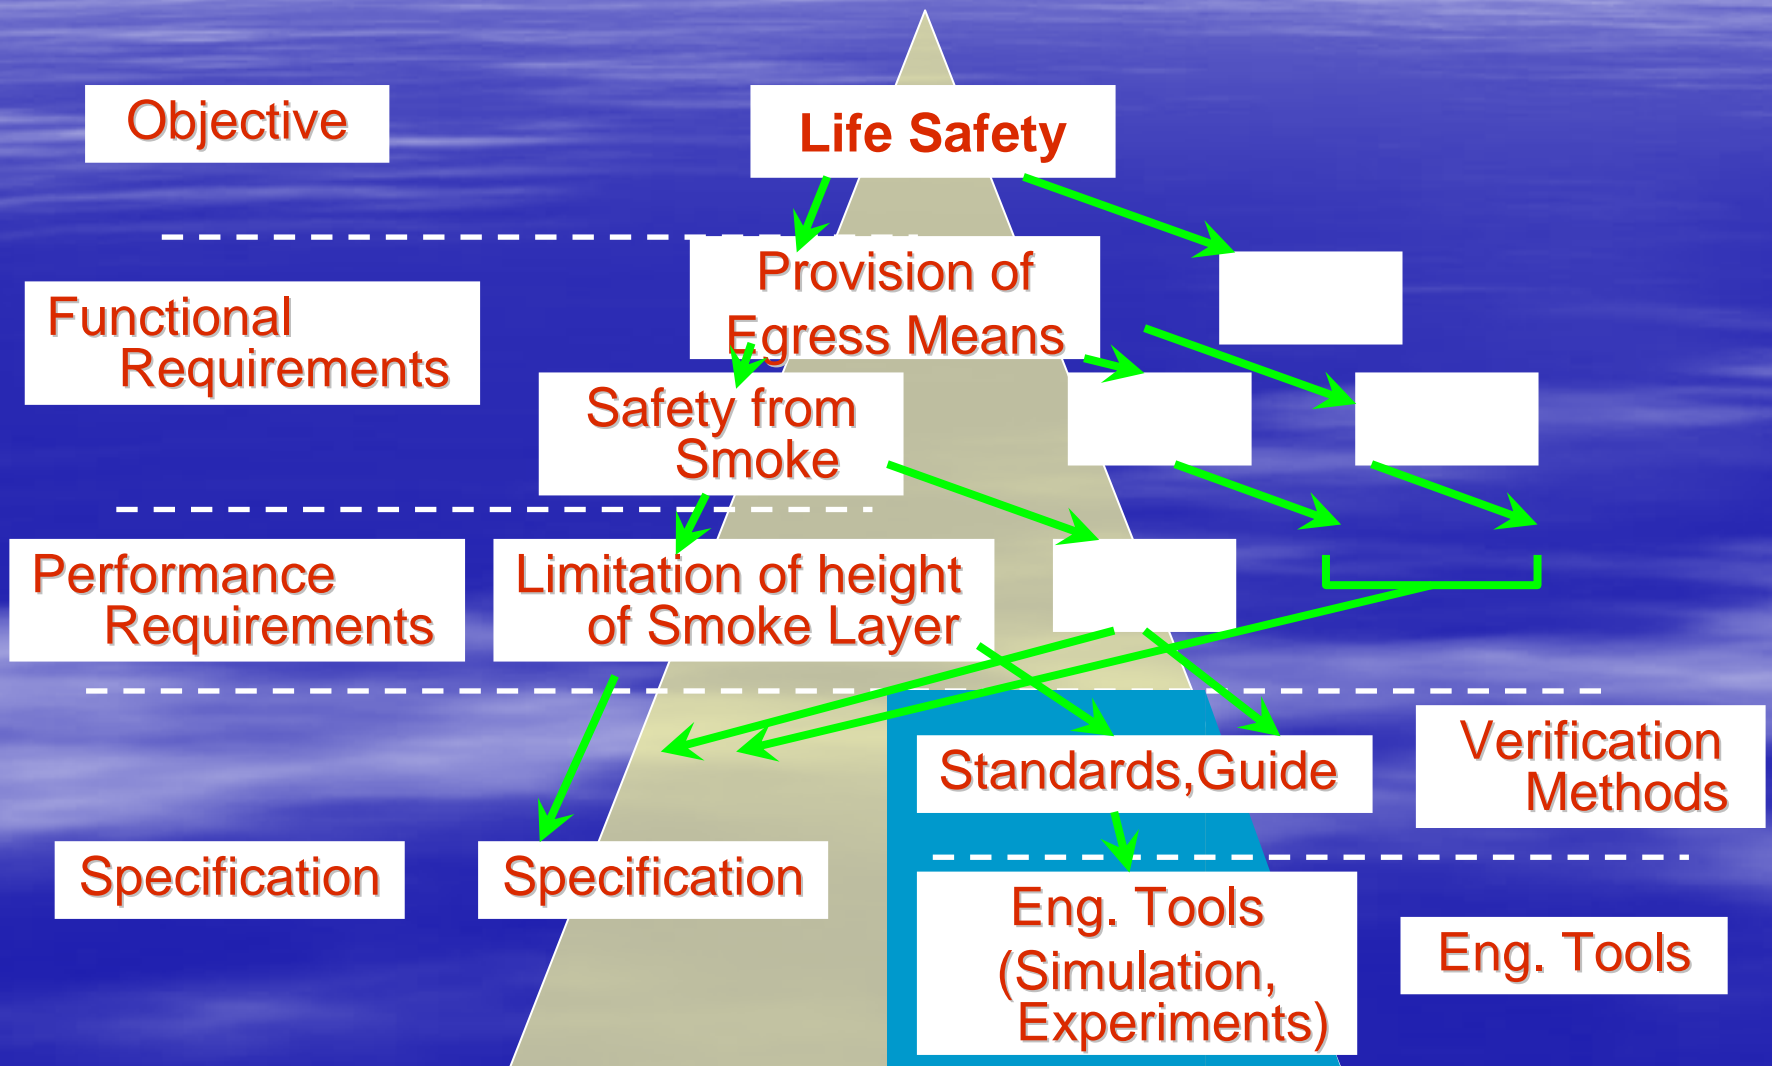 Objective
Life Safety
Functional
Requirements
Provision of
Egress Means
Safety from
Smoke
Performance
Requirements
Limitation of height
of Smoke Layer
Standards,Guide
Verification
Methods
Specification
Specification
Eng. Tools
(Simulation,
Experiments)
Eng. Tools